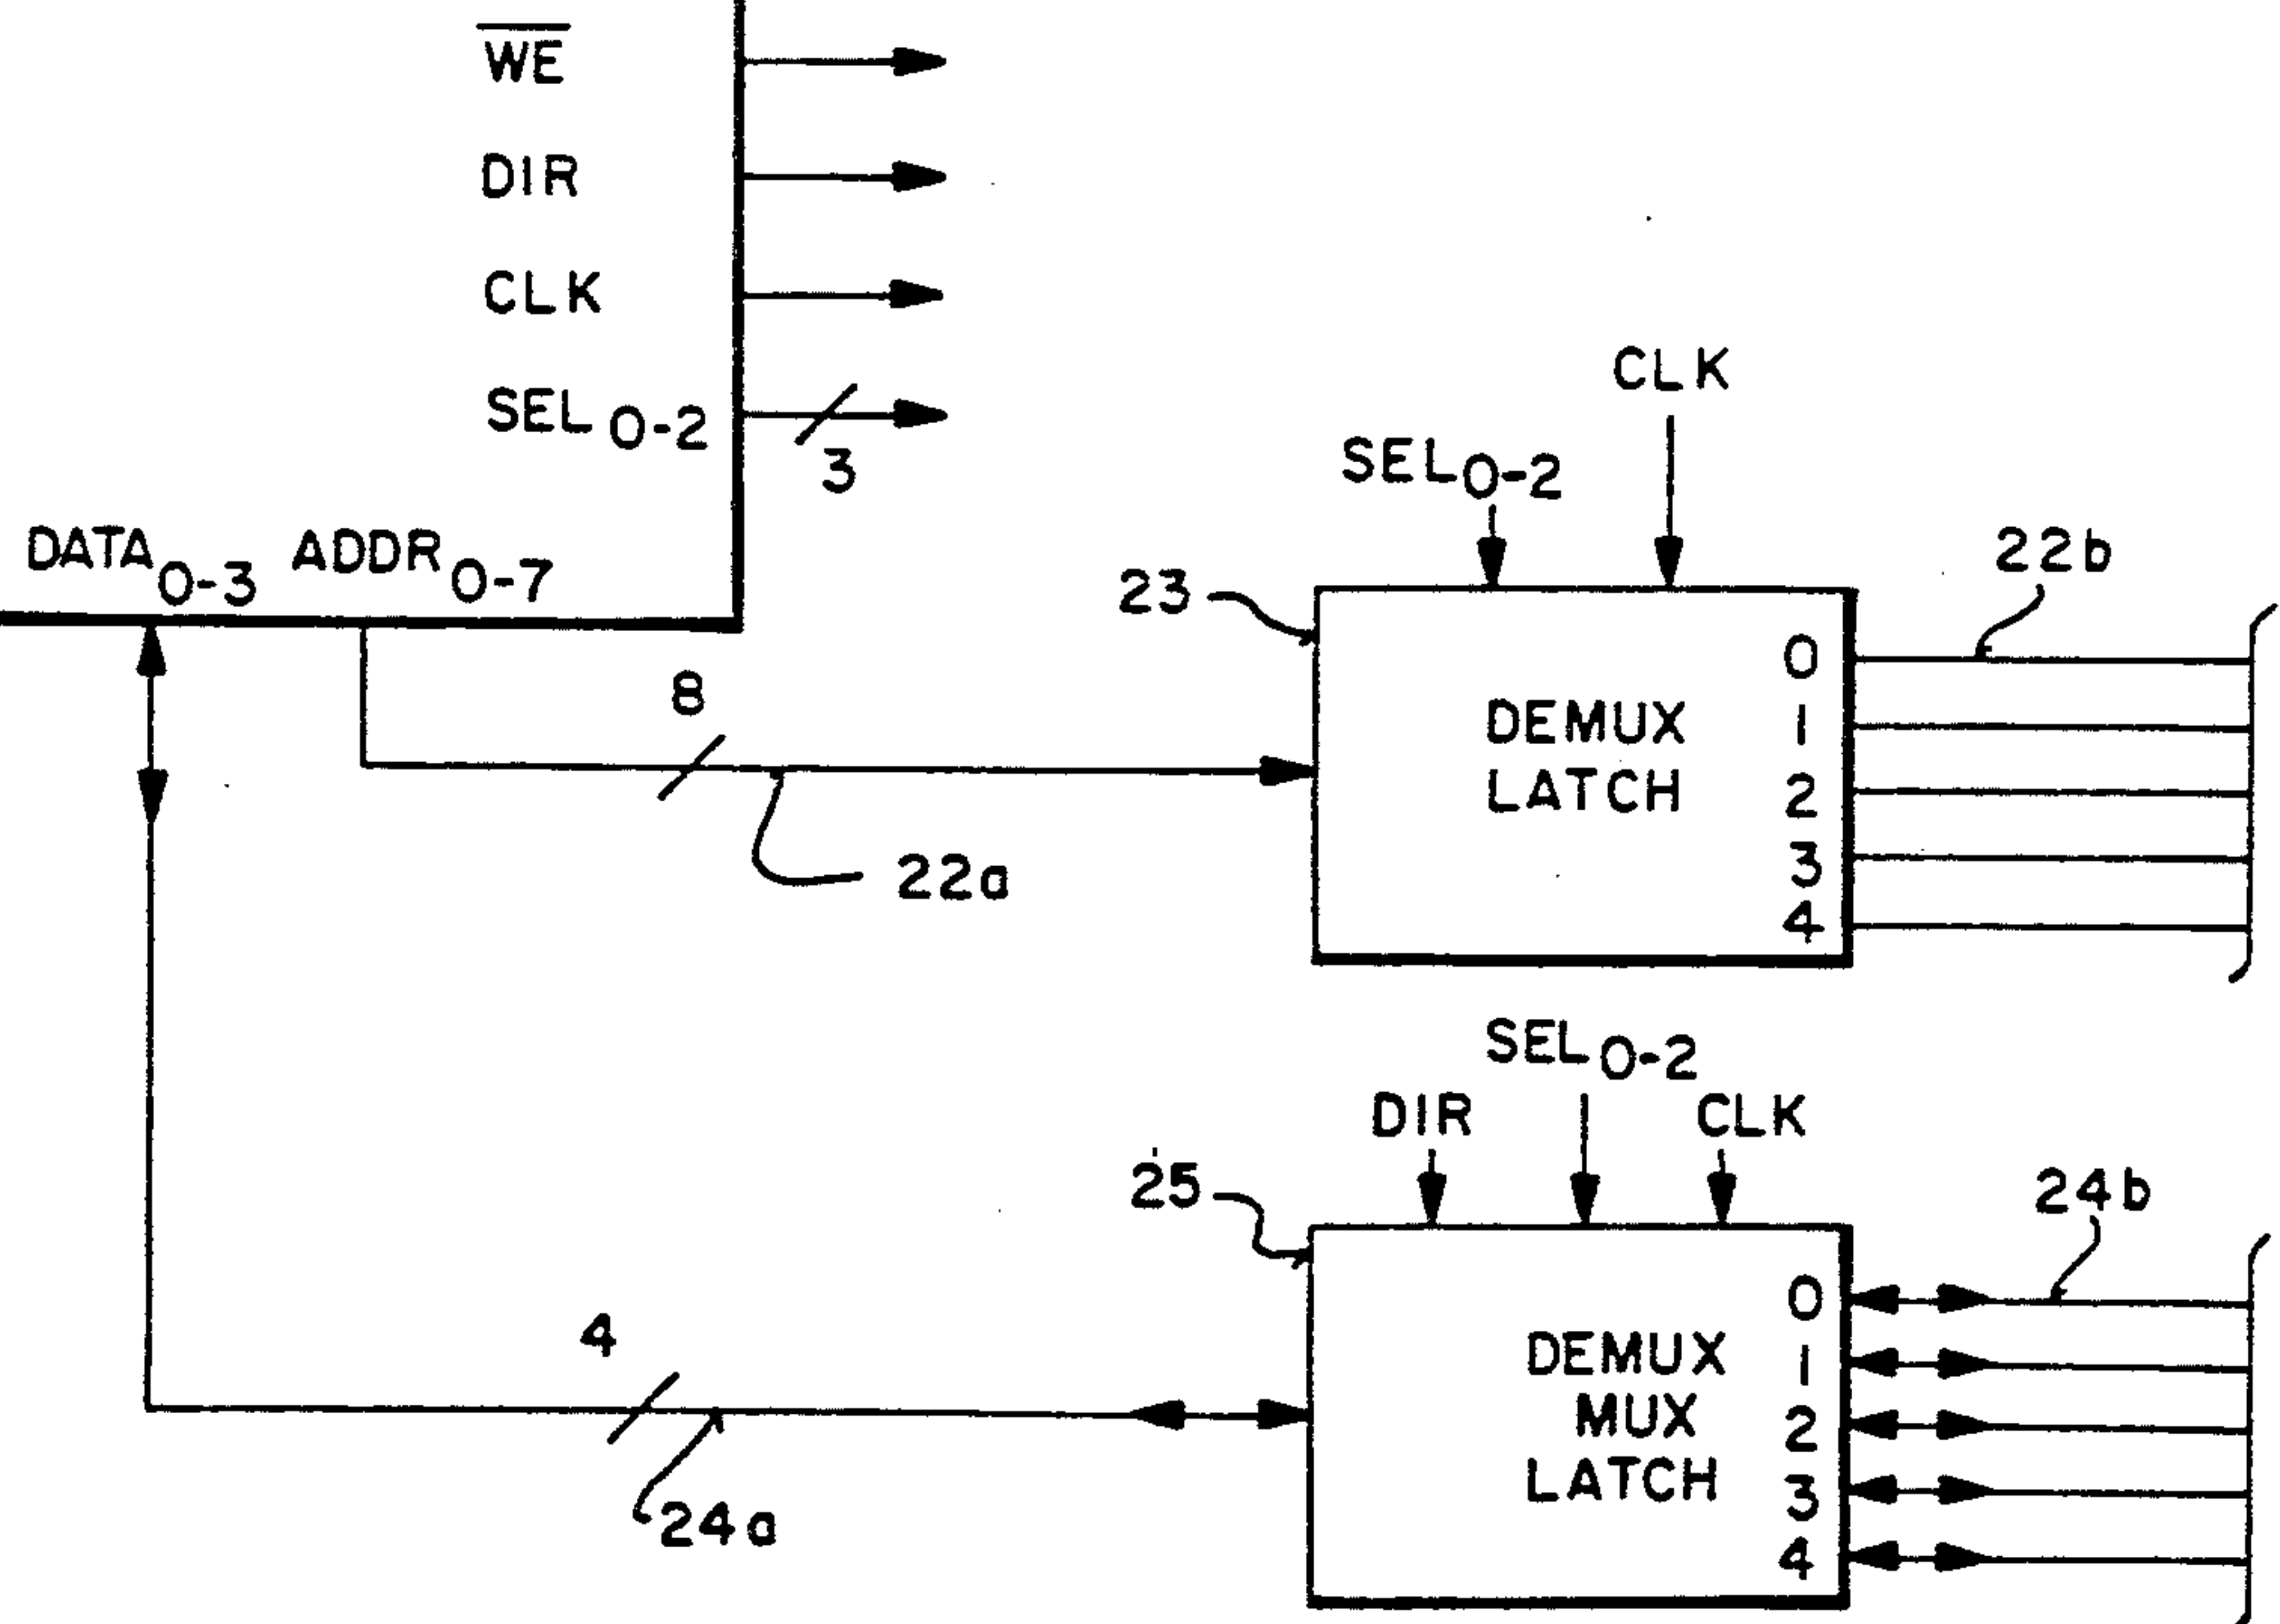 W̅E̅
DIR
CLK
SEL0-2
3
DATA0-3 ADDR0-7
8
22a
CLK
SEL0-2
23
22b
DEMUX
LATCH
0
1
2
3
4
DIR
SEL0-2
CLK
25
24b
4
24a
DEMUX
MUX
LATCH
0
1
2
3
4